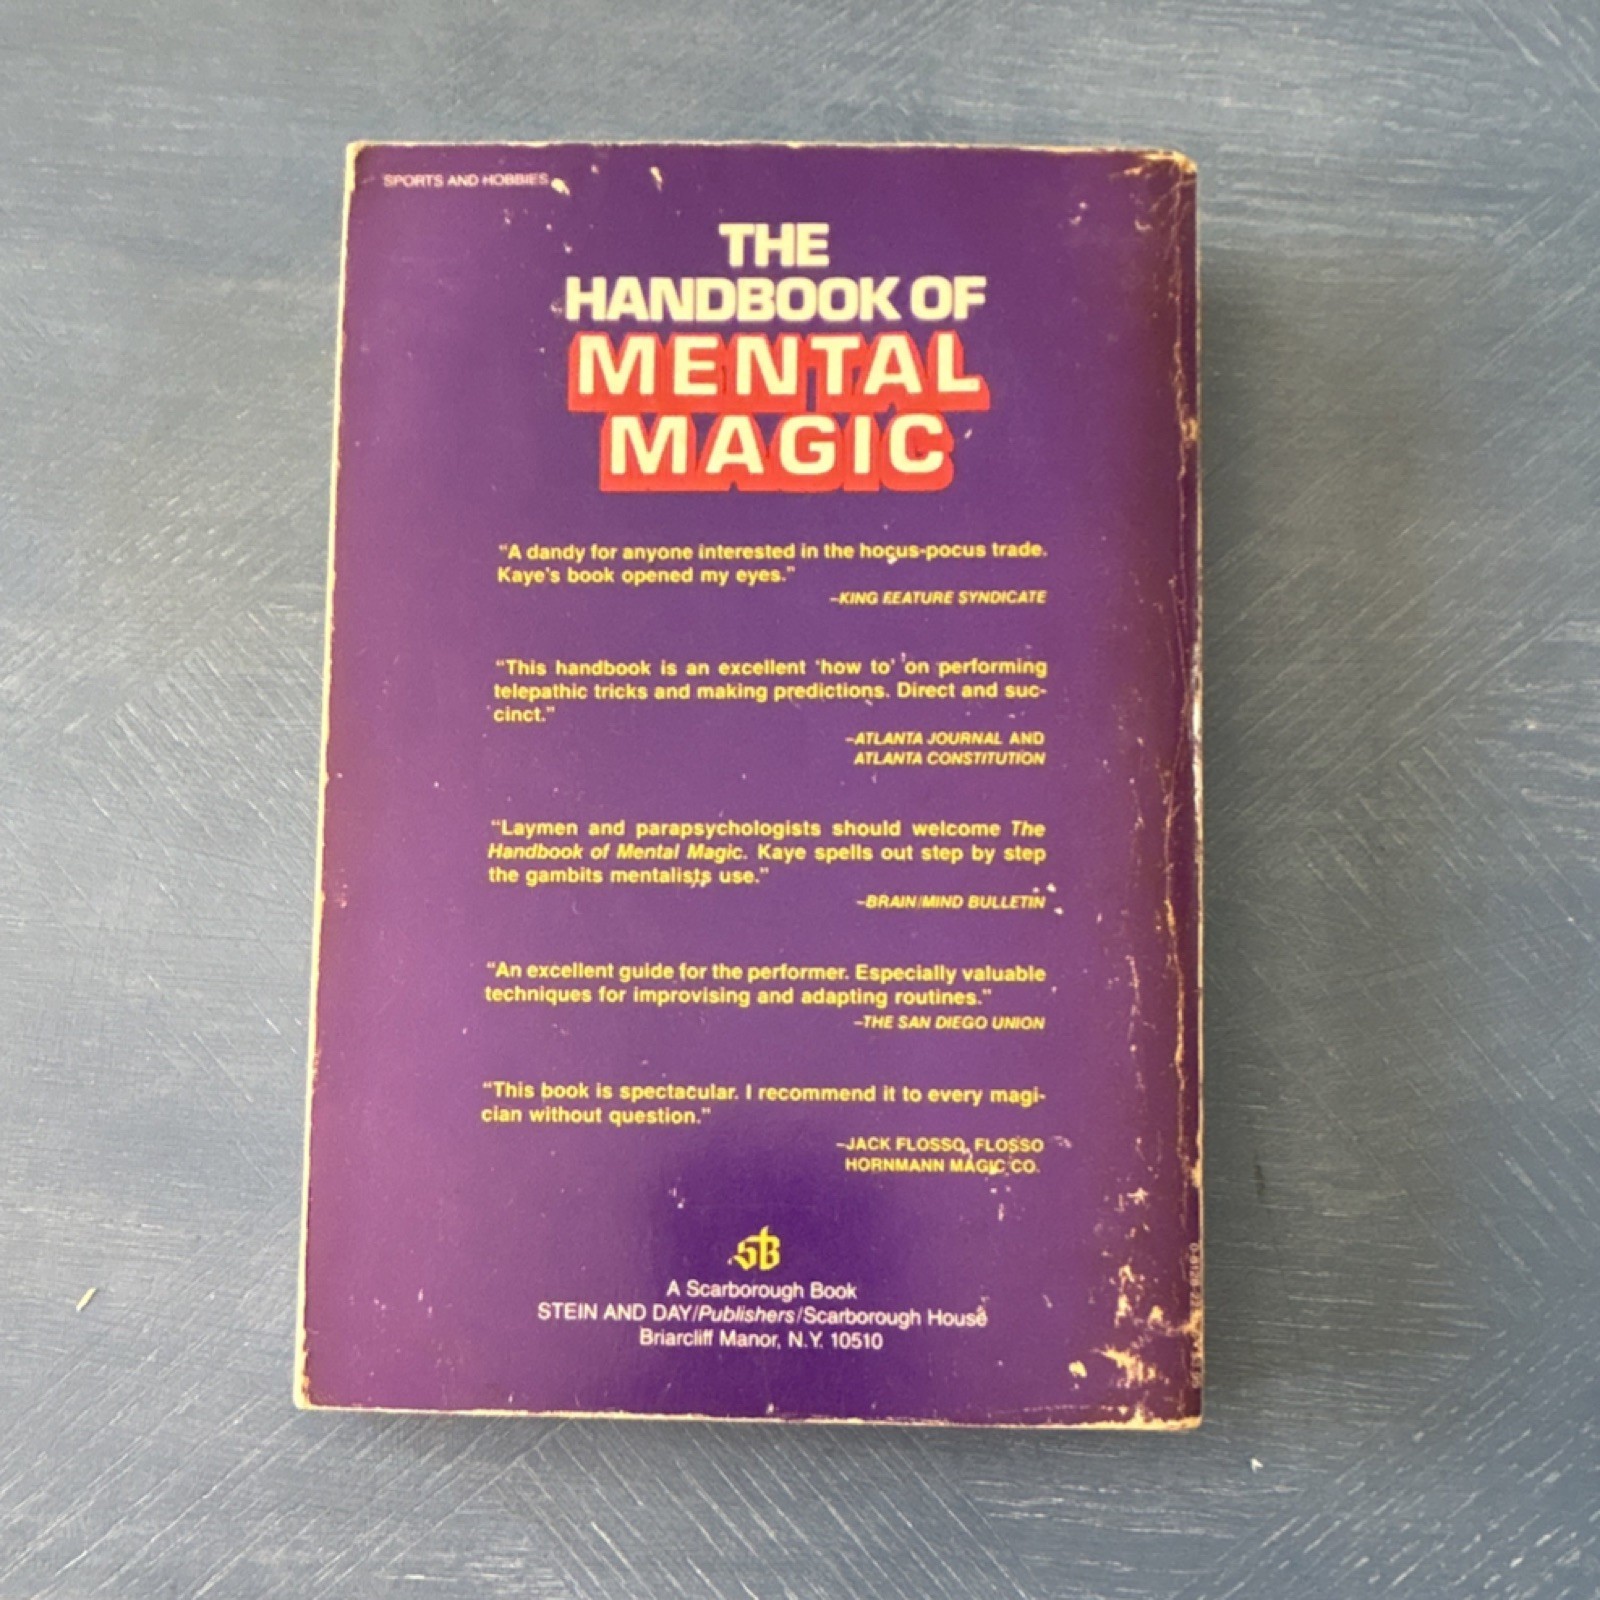 SPORTS AND HOBBIES
THE
HANDBOOK OF
MENTAL
MAGIC
“A dandy for anyone interested in the hocus-pocus trade.
Kaye’s book opened my eyes.”
–KING FEATURE SYNDICATE
“This handbook is an excellent ‘how to’ on performing
telepathic tricks and making predictions. Direct and suc-
cinct.”
–ATLANTA JOURNAL AND
ATLANTA CONSTITUTION
“Laymen and parapsychologists should welcome The
Handbook of Mental Magic. Kaye spells out step by step
the gambits mentalists use.”
–BRAIN/MIND BULLETIN
“An excellent guide for the performer. Especially valuable
techniques for improvising and adapting routines.”
–THE SAN DIEGO UNION
“This book is spectacular. I recommend it to every magi-
cian without question.”
–JACK FLOSSO, FLOSSO
HORNMANN MAGIC CO.
A Scarborough Book
STEIN AND DAY/Publishers/Scarborough House
Briarcliff Manor, N.Y. 10510